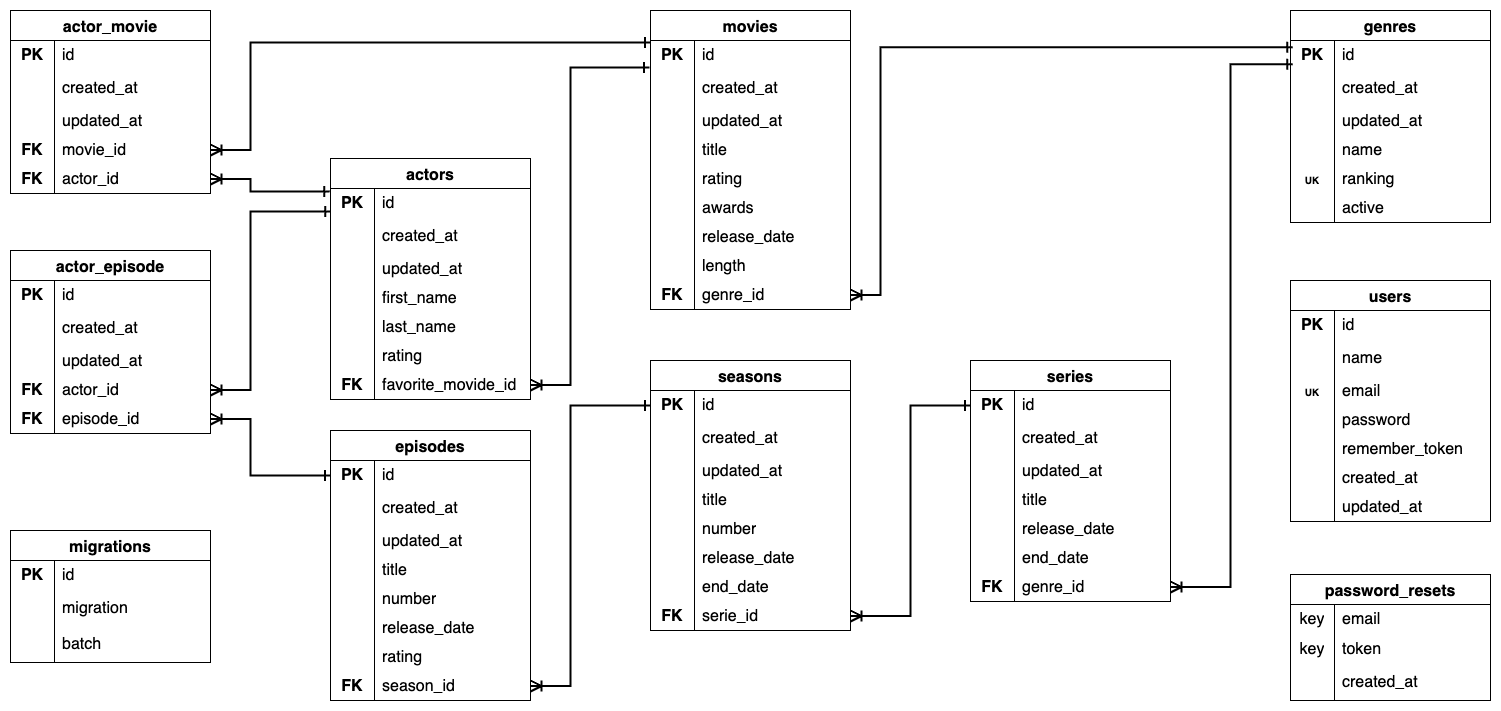 actor_movie
PK id
created_at
updated_at
FK movie_id
FK actor_id
actor_episode
PK id
created_at
updated_at
FK actor_id
FK episode_id
migrations
PK id
migration
batch
actors
PK id
created_at
updated_at
first_name
last_name
rating
FK favorite_movide_id
episodes
PK id
created_at
updated_at
title
number
release_date
rating
FK season_id
movies
PK id
created_at
updated_at
title
rating
awards
release_date
length
FK genre_id
seasons
PK id
created_at
updated_at
title
number
release_date
end_date
FK serie_id
series
PK id
created_at
updated_at
title
release_date
end_date
FK genre_id
genres
PK id
created_at
updated_at
name
UK ranking
active
users
PK id
name
UK email
password
remember_token
created_at
updated_at
password_resets
key email
key token
created_at